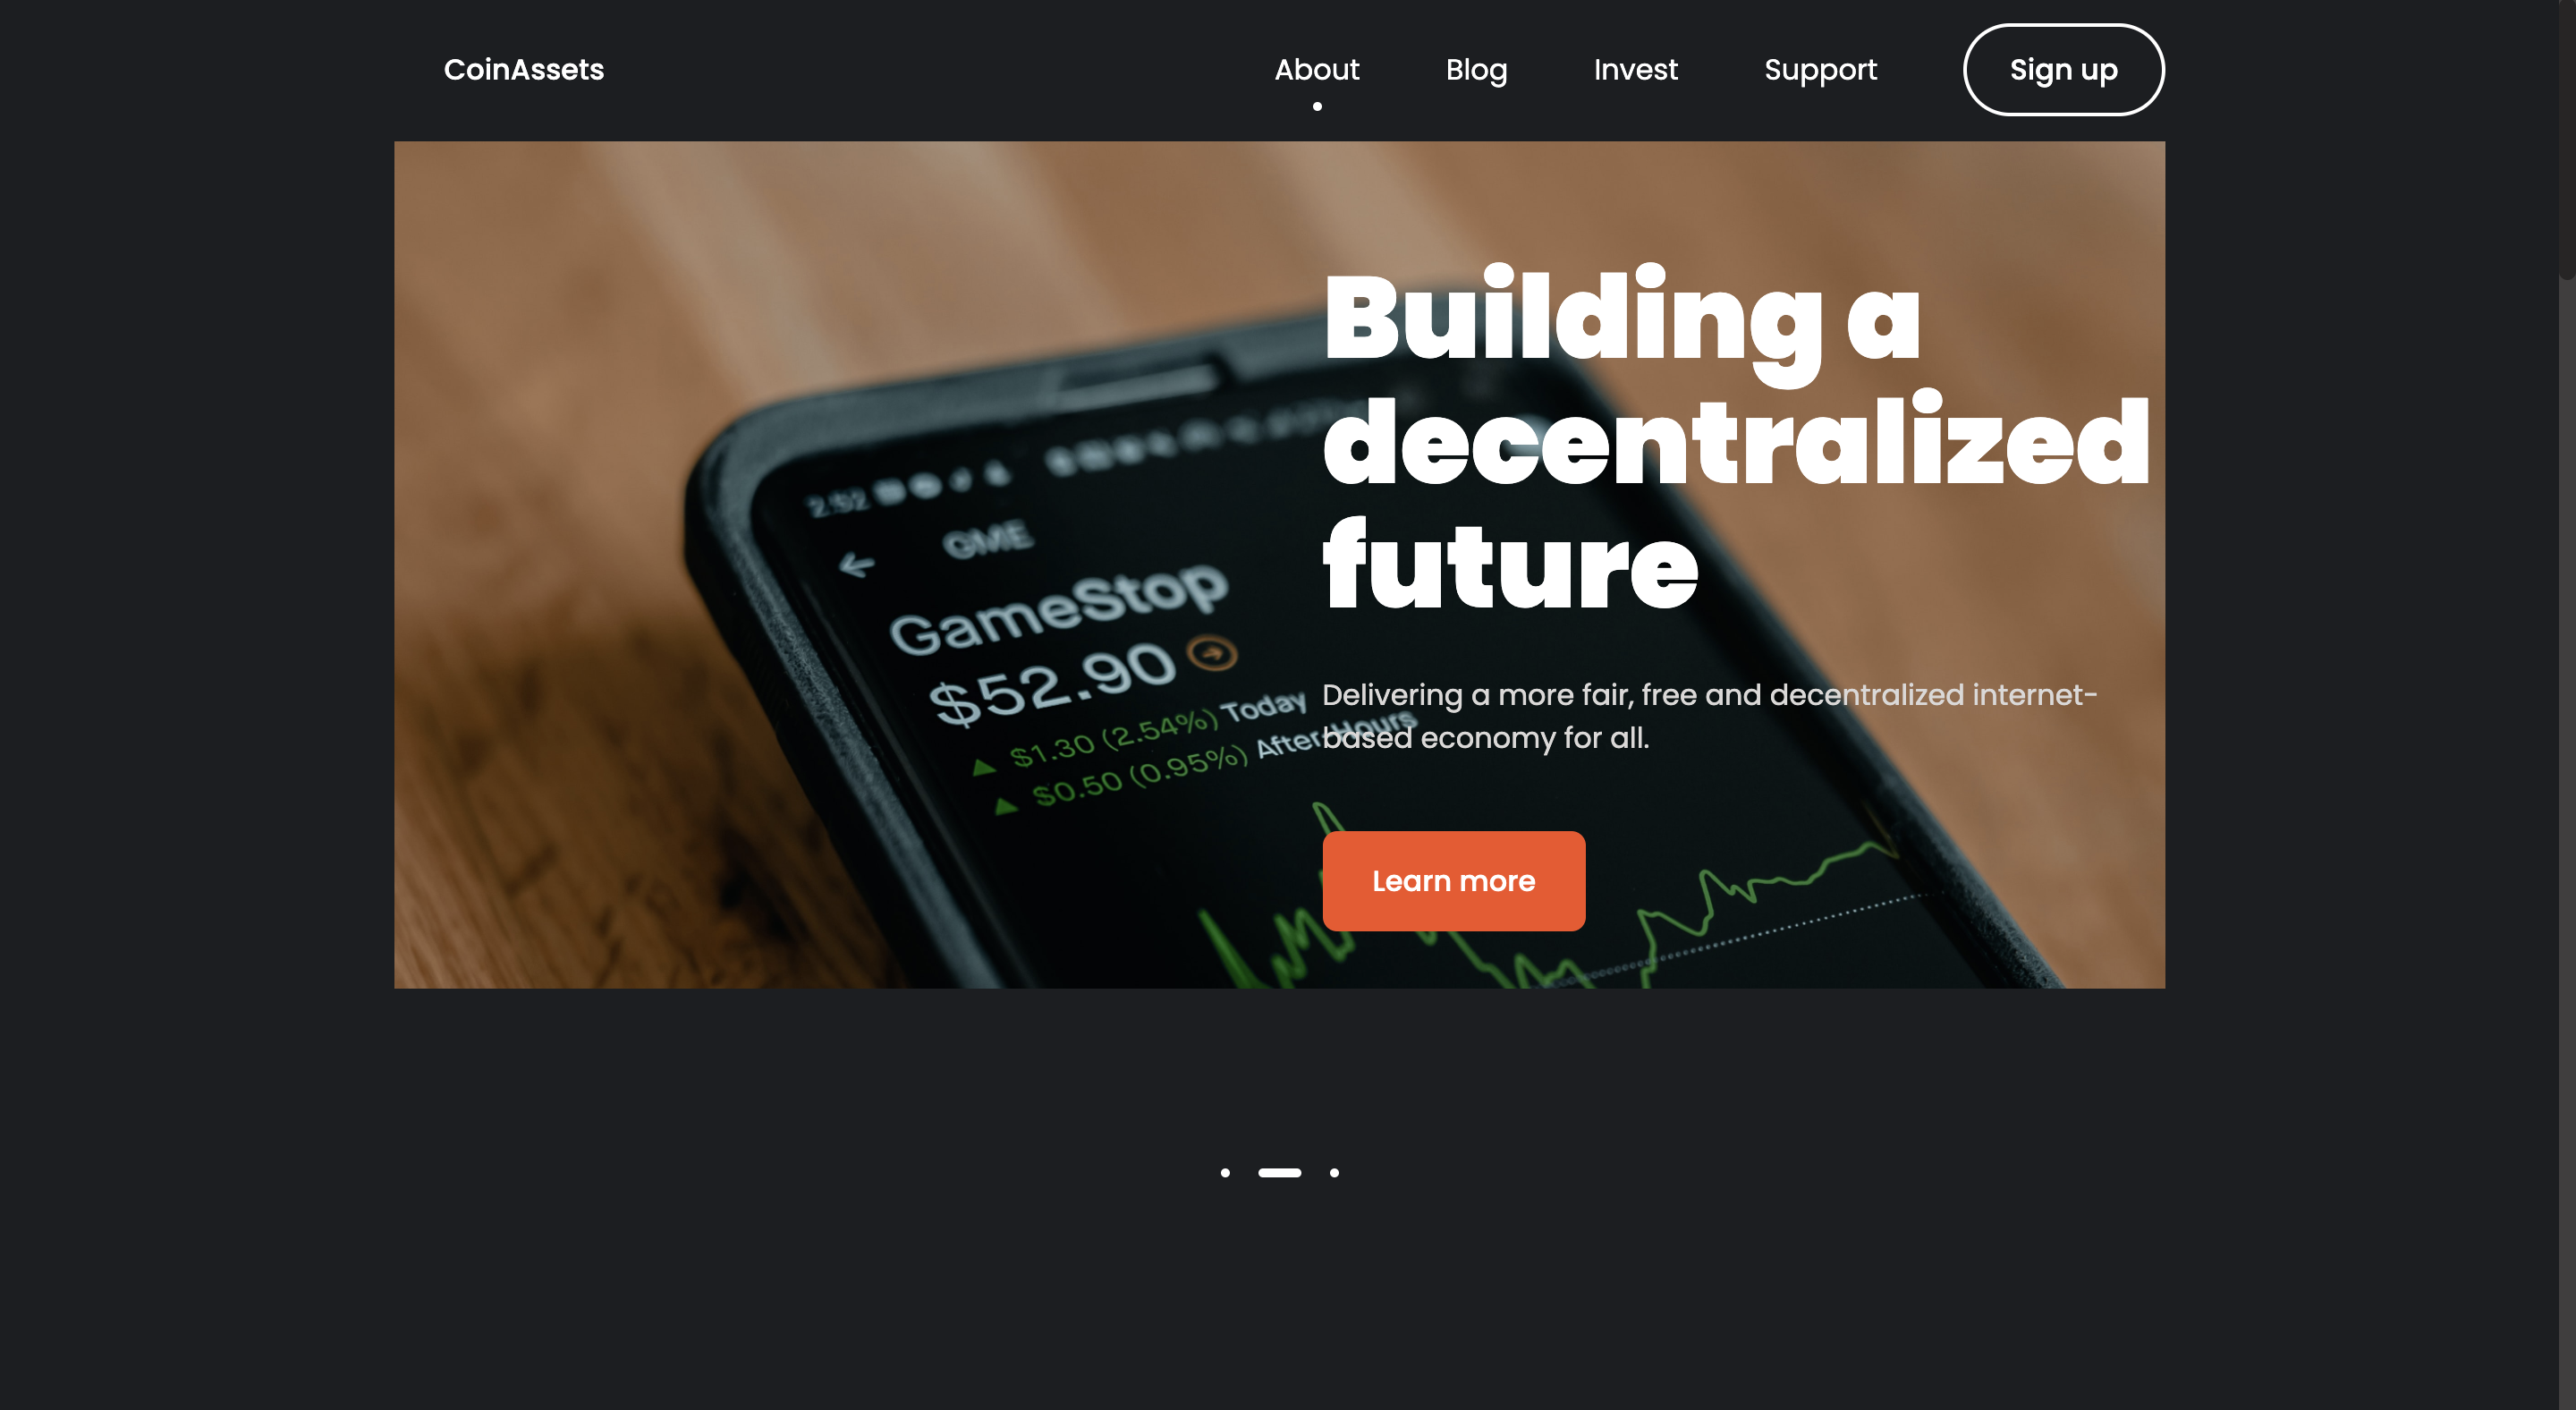 CoinAssets
About
Blog
Invest
Support
Sign up
Building a
decentralized
future
2:52
GME
GameStop
$52.90
$1.30 (2.54%) Today
$0.50 (0.95%) After-Hours
Delivering a more fair, free and decentralized internet-
based economy for all.
Learn more